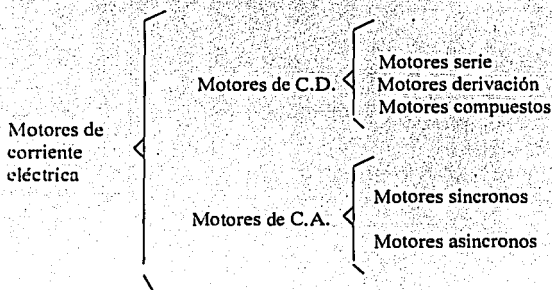 Motores de
corriente
eléctrica
Motores de C.D.
Motores serie
Motores derivación
Motores compuestos
Motores de C.A.
Motores sincronos
Motores asincronos